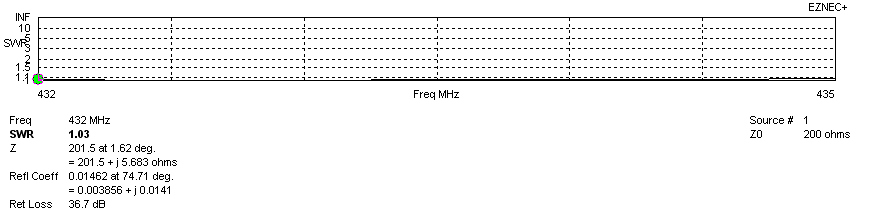 EZNEC+
INF
10
5
SWR 3
2
1.5
1.1
1
432 Freq MHz 435
Freq 432 MHz Source # 1
SWR 1.03 Z0 200 ohms
Z 201.5 at 1.62 deg.
= 201.5 + j 5.683 ohms
Refl Coeff 0.01462 at 74.71 deg.
= 0.003856 + j 0.0141
Ret Loss 36.7 dB